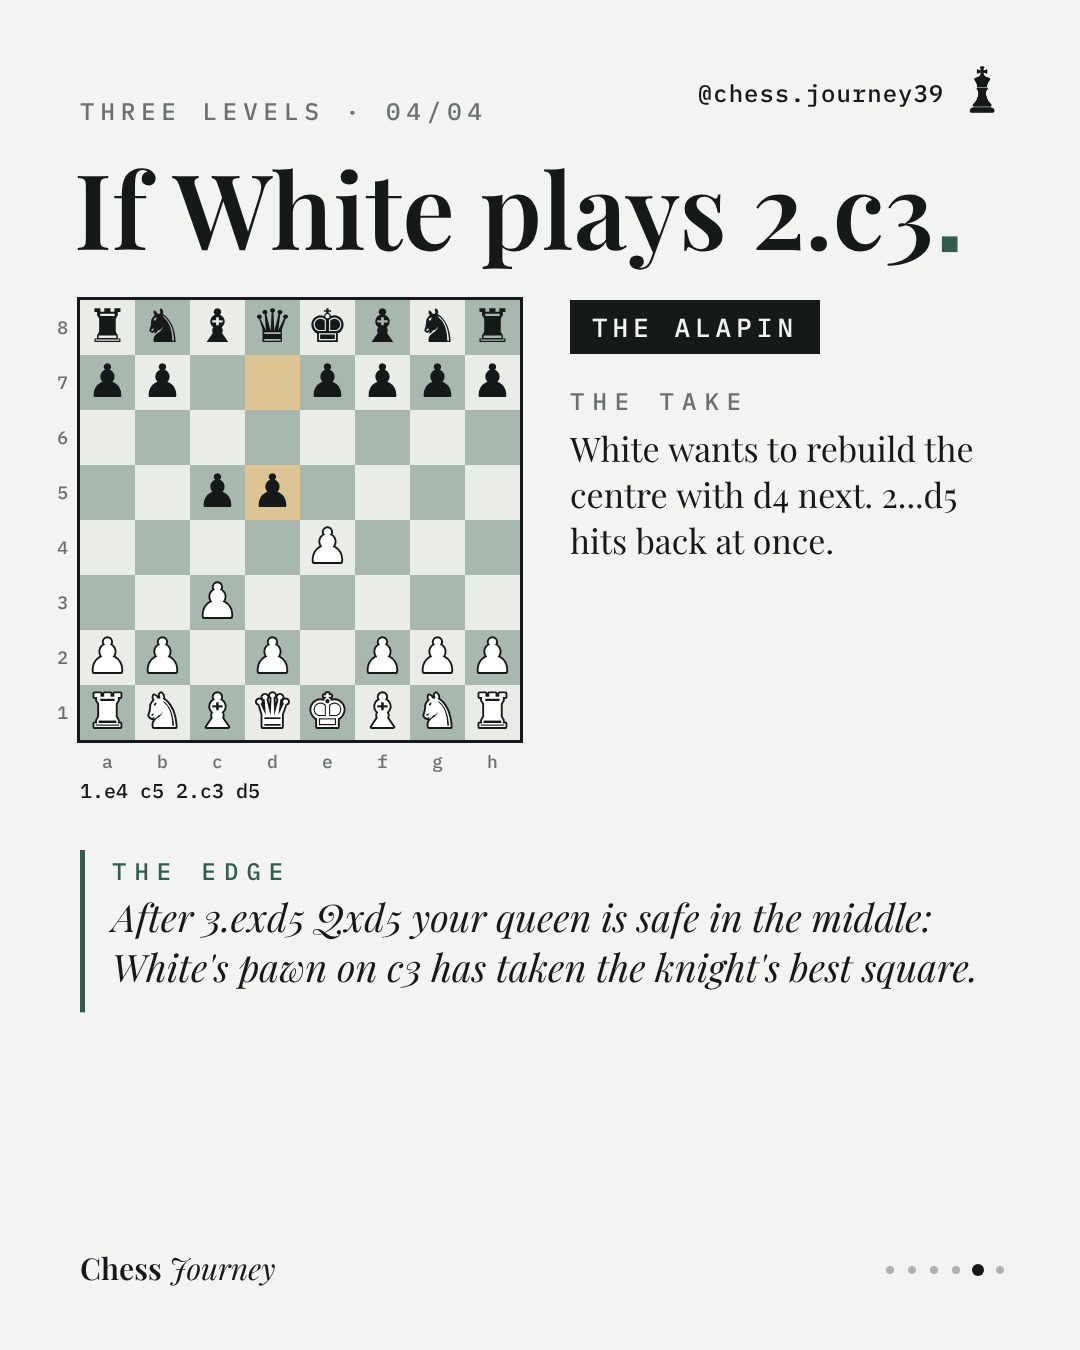 THREE LEVELS · 04/04
@chess.journey39
If White plays 2.c3.
8
7
6
5
4
3
2
1
a b c d e f g h
1.e4 c5 2.c3 d5
THE ALAPIN
THE TAKE
White wants to rebuild the
centre with d4 next. 2...d5
hits back at once.
THE EDGE
After 3.exd5 Qxd5 your queen is safe in the middle:
White's pawn on c3 has taken the knight's best square.
Chess Journey